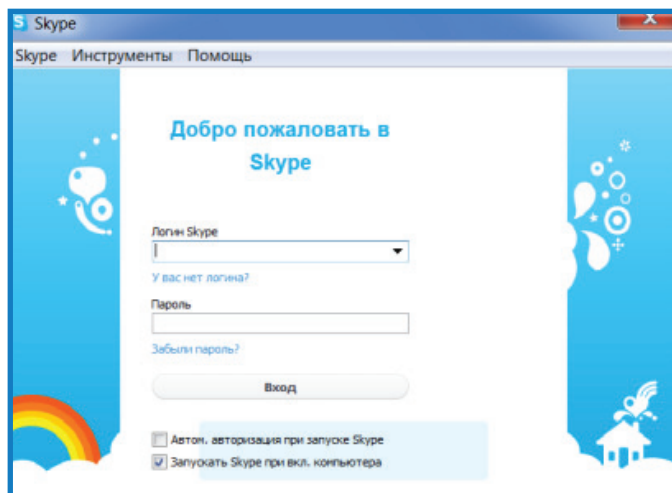 Skype
Skype Инструменты Помощь
Добро пожаловать в
Skype
Логин Skype
У вас нет логина?
Пароль
Забыли пароль?
Вход
Автом. авторизация при запуске Skype
Запускать Skype при вкл. компьютера